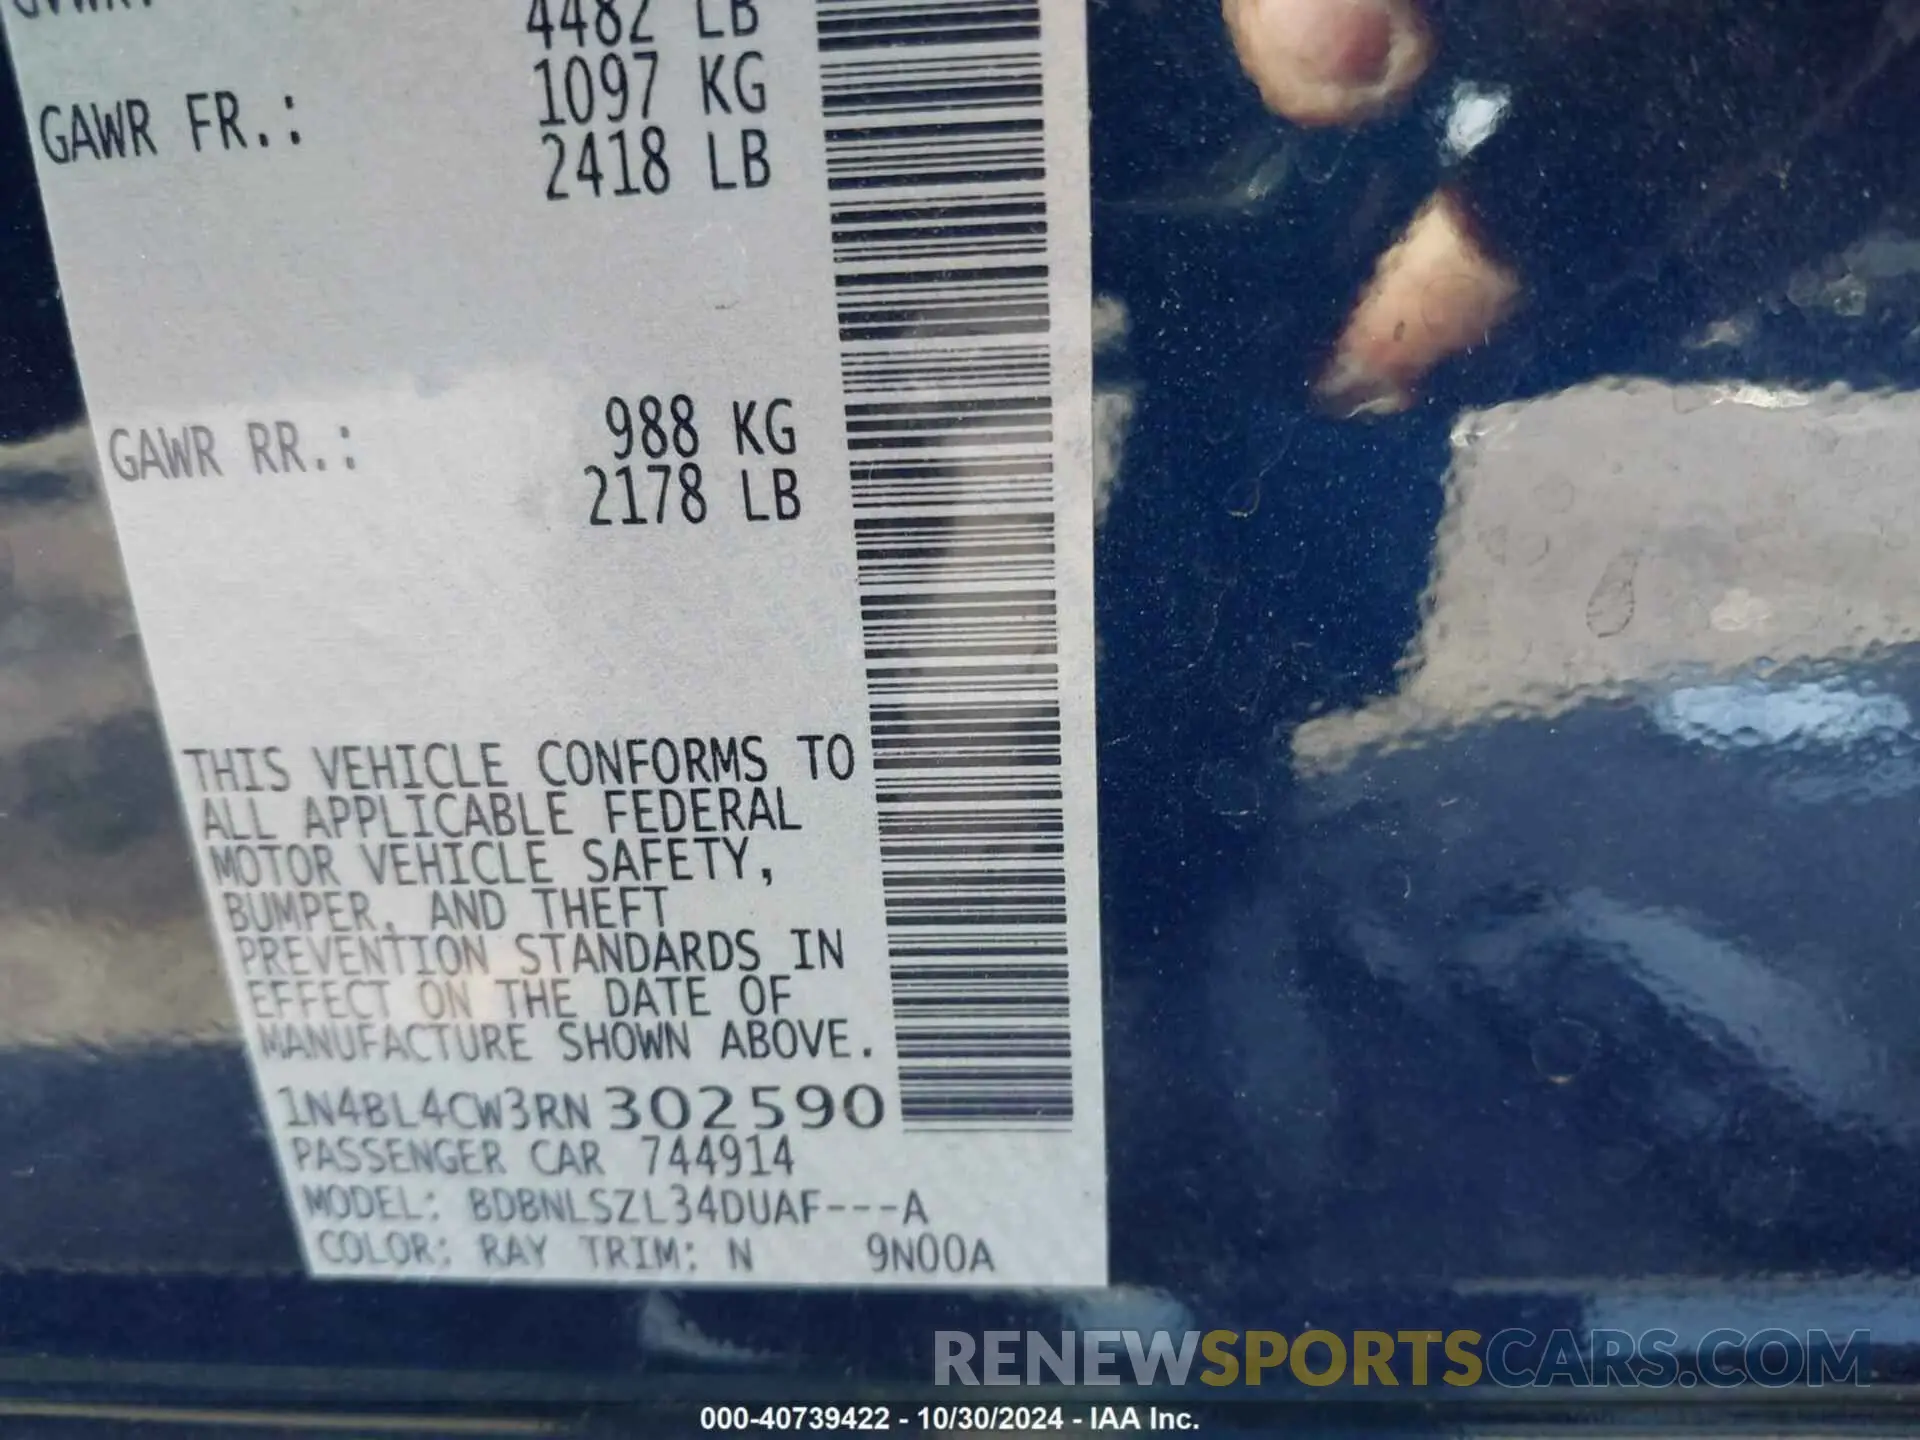 4482 LB
GAWR FR.: 1097 KG
2418 LB
GAWR RR.: 988 KG
2178 LB
THIS VEHICLE CONFORMS TO
ALL APPLICABLE FEDERAL
MOTOR VEHICLE SAFETY,
BUMPER, AND THEFT
PREVENTION STANDARDS IN
EFFECT ON THE DATE OF
MANUFACTURE SHOWN ABOVE.
1N4BL4CW3RN302590
PASSENGER CAR 744914
MODEL: BDBNLSZL34DUAF---A
COLOR: RAY TRIM: N 9N00A
RENEWSPORTSCARS.COM
000-40739422 - 10/30/2024 - IAA Inc.